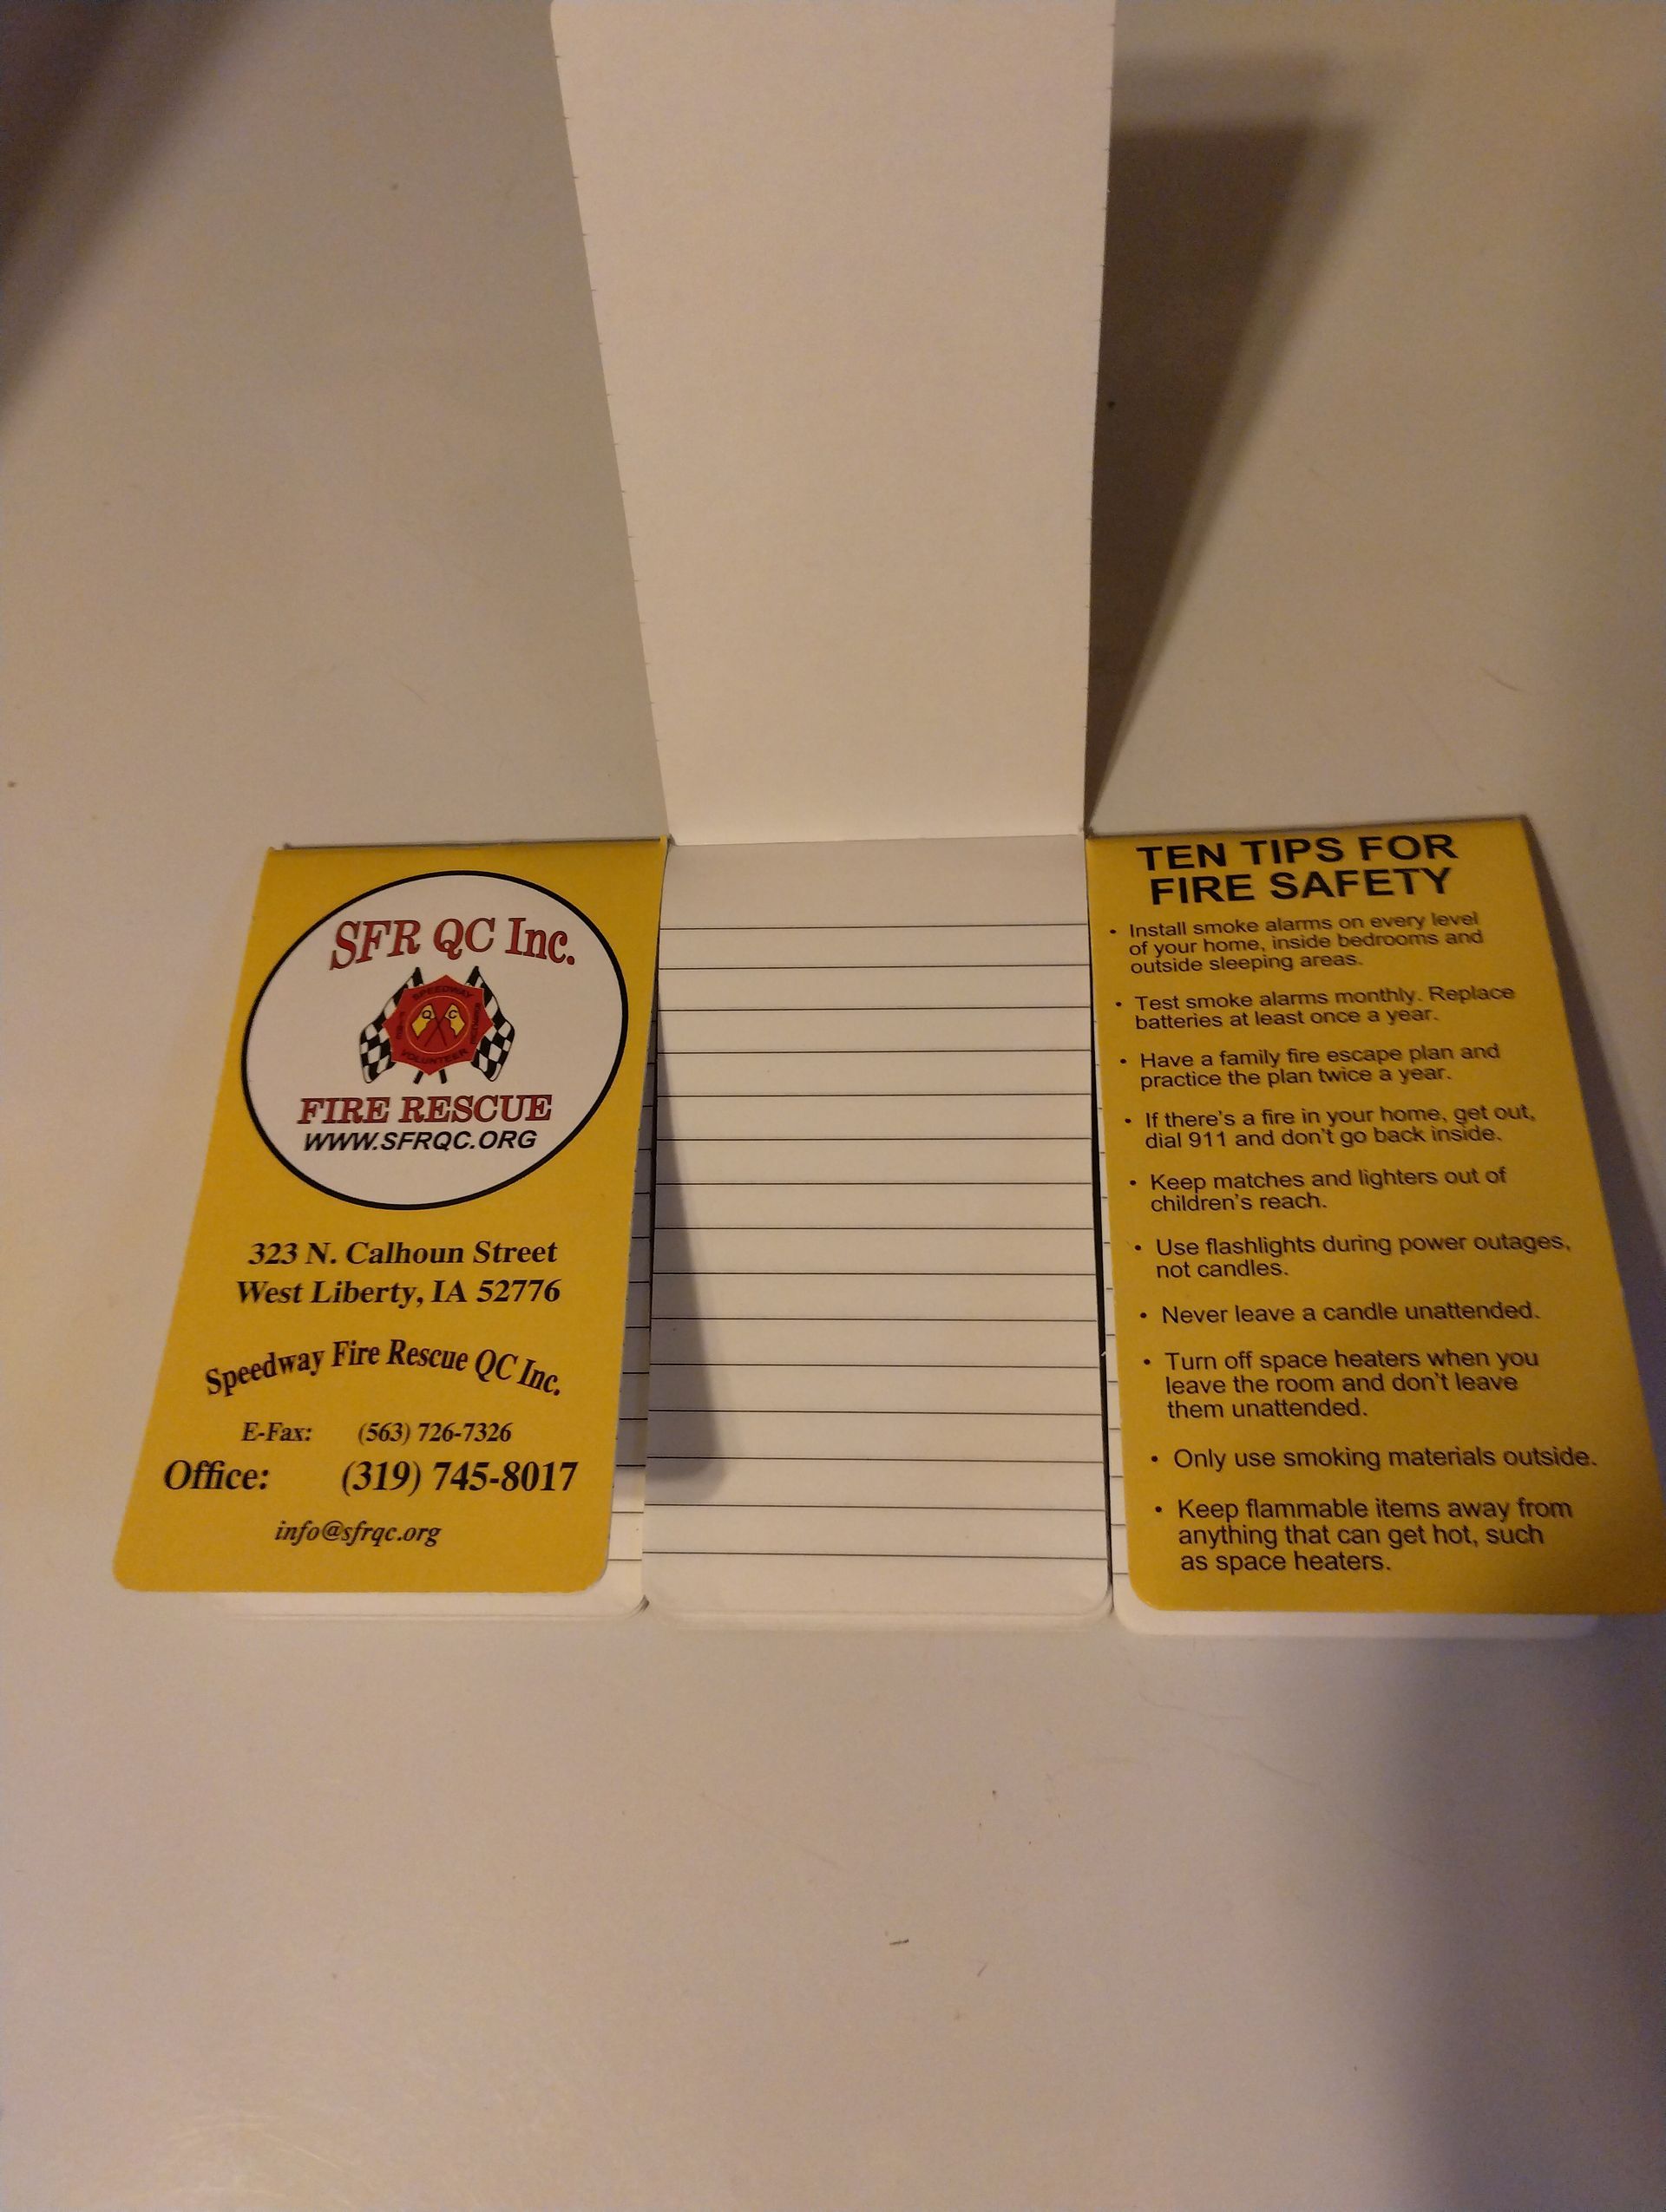 SFR QC Inc.
SPEEDWAY
Q C
VOLUNTEER
FIRE RESCUE
WWW.SFRQC.ORG
323 N. Calhoun Street
West Liberty, IA 52776
Speedway Fire Rescue QC Inc.
E-Fax: (563) 726-7326
Office: (319) 745-8017
info@sfrqc.org
TEN TIPS FOR
FIRE SAFETY
• Install smoke alarms on every level
of your home, inside bedrooms and
outside sleeping areas.
• Test smoke alarms monthly. Replace
batteries at least once a year.
• Have a family fire escape plan and
practice the plan twice a year.
• If there's a fire in your home, get out,
dial 911 and don't go back inside.
• Keep matches and lighters out of
children's reach.
• Use flashlights during power outages,
not candles.
• Never leave a candle unattended.
• Turn off space heaters when you
leave the room and don't leave
them unattended.
• Only use smoking materials outside.
• Keep flammable items away from
anything that can get hot, such
as space heaters.